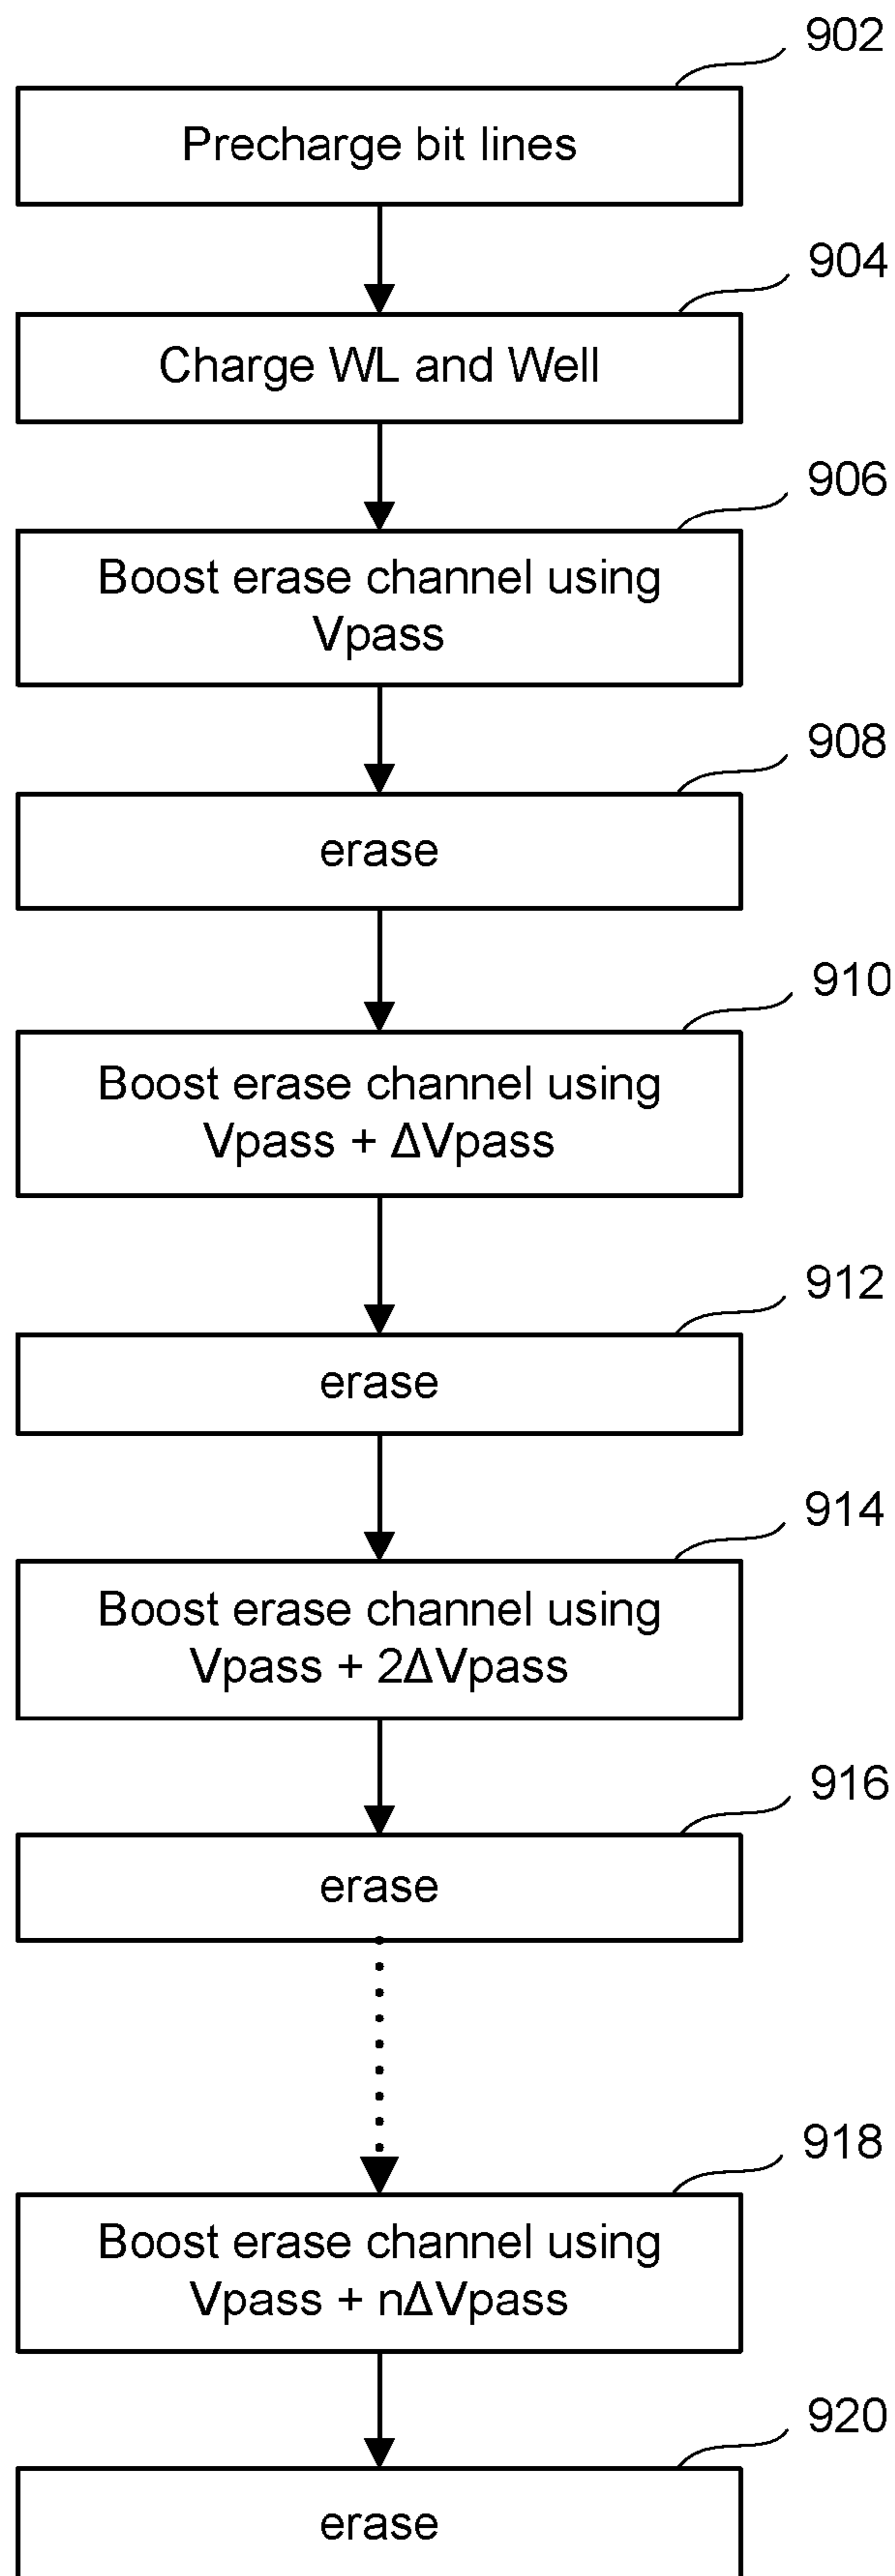 902
Precharge bit lines
904
Charge WL and Well
906
Boost erase channel using
Vpass
908
erase
910
Boost erase channel using
Vpass + ΔVpass
912
erase
914
Boost erase channel using
Vpass + 2ΔVpass
916
erase
918
Boost erase channel using
Vpass + nΔVpass
920
erase